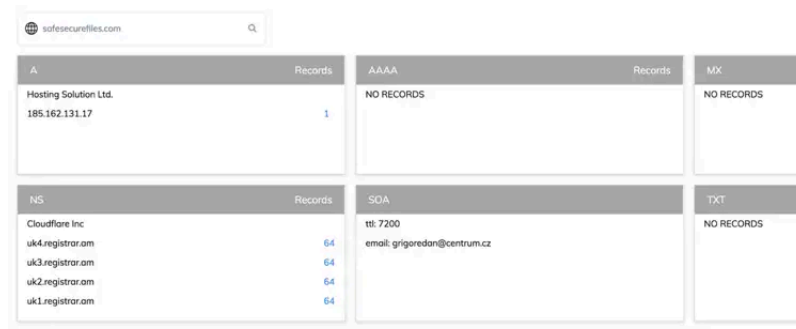 safesecurefiles.com
A Records
Hosting Solution Ltd.
185.162.131.17 1
AAAA Records
NO RECORDS
MX
NO RECORDS
NS Records
Cloudflare Inc
uk4.registrar.am 64
uk3.registrar.am 64
uk2.registrar.am 64
uk1.registrar.am 64
SOA
ttl: 7200
email: grigoredan@centrum.cz
TXT
NO RECORDS